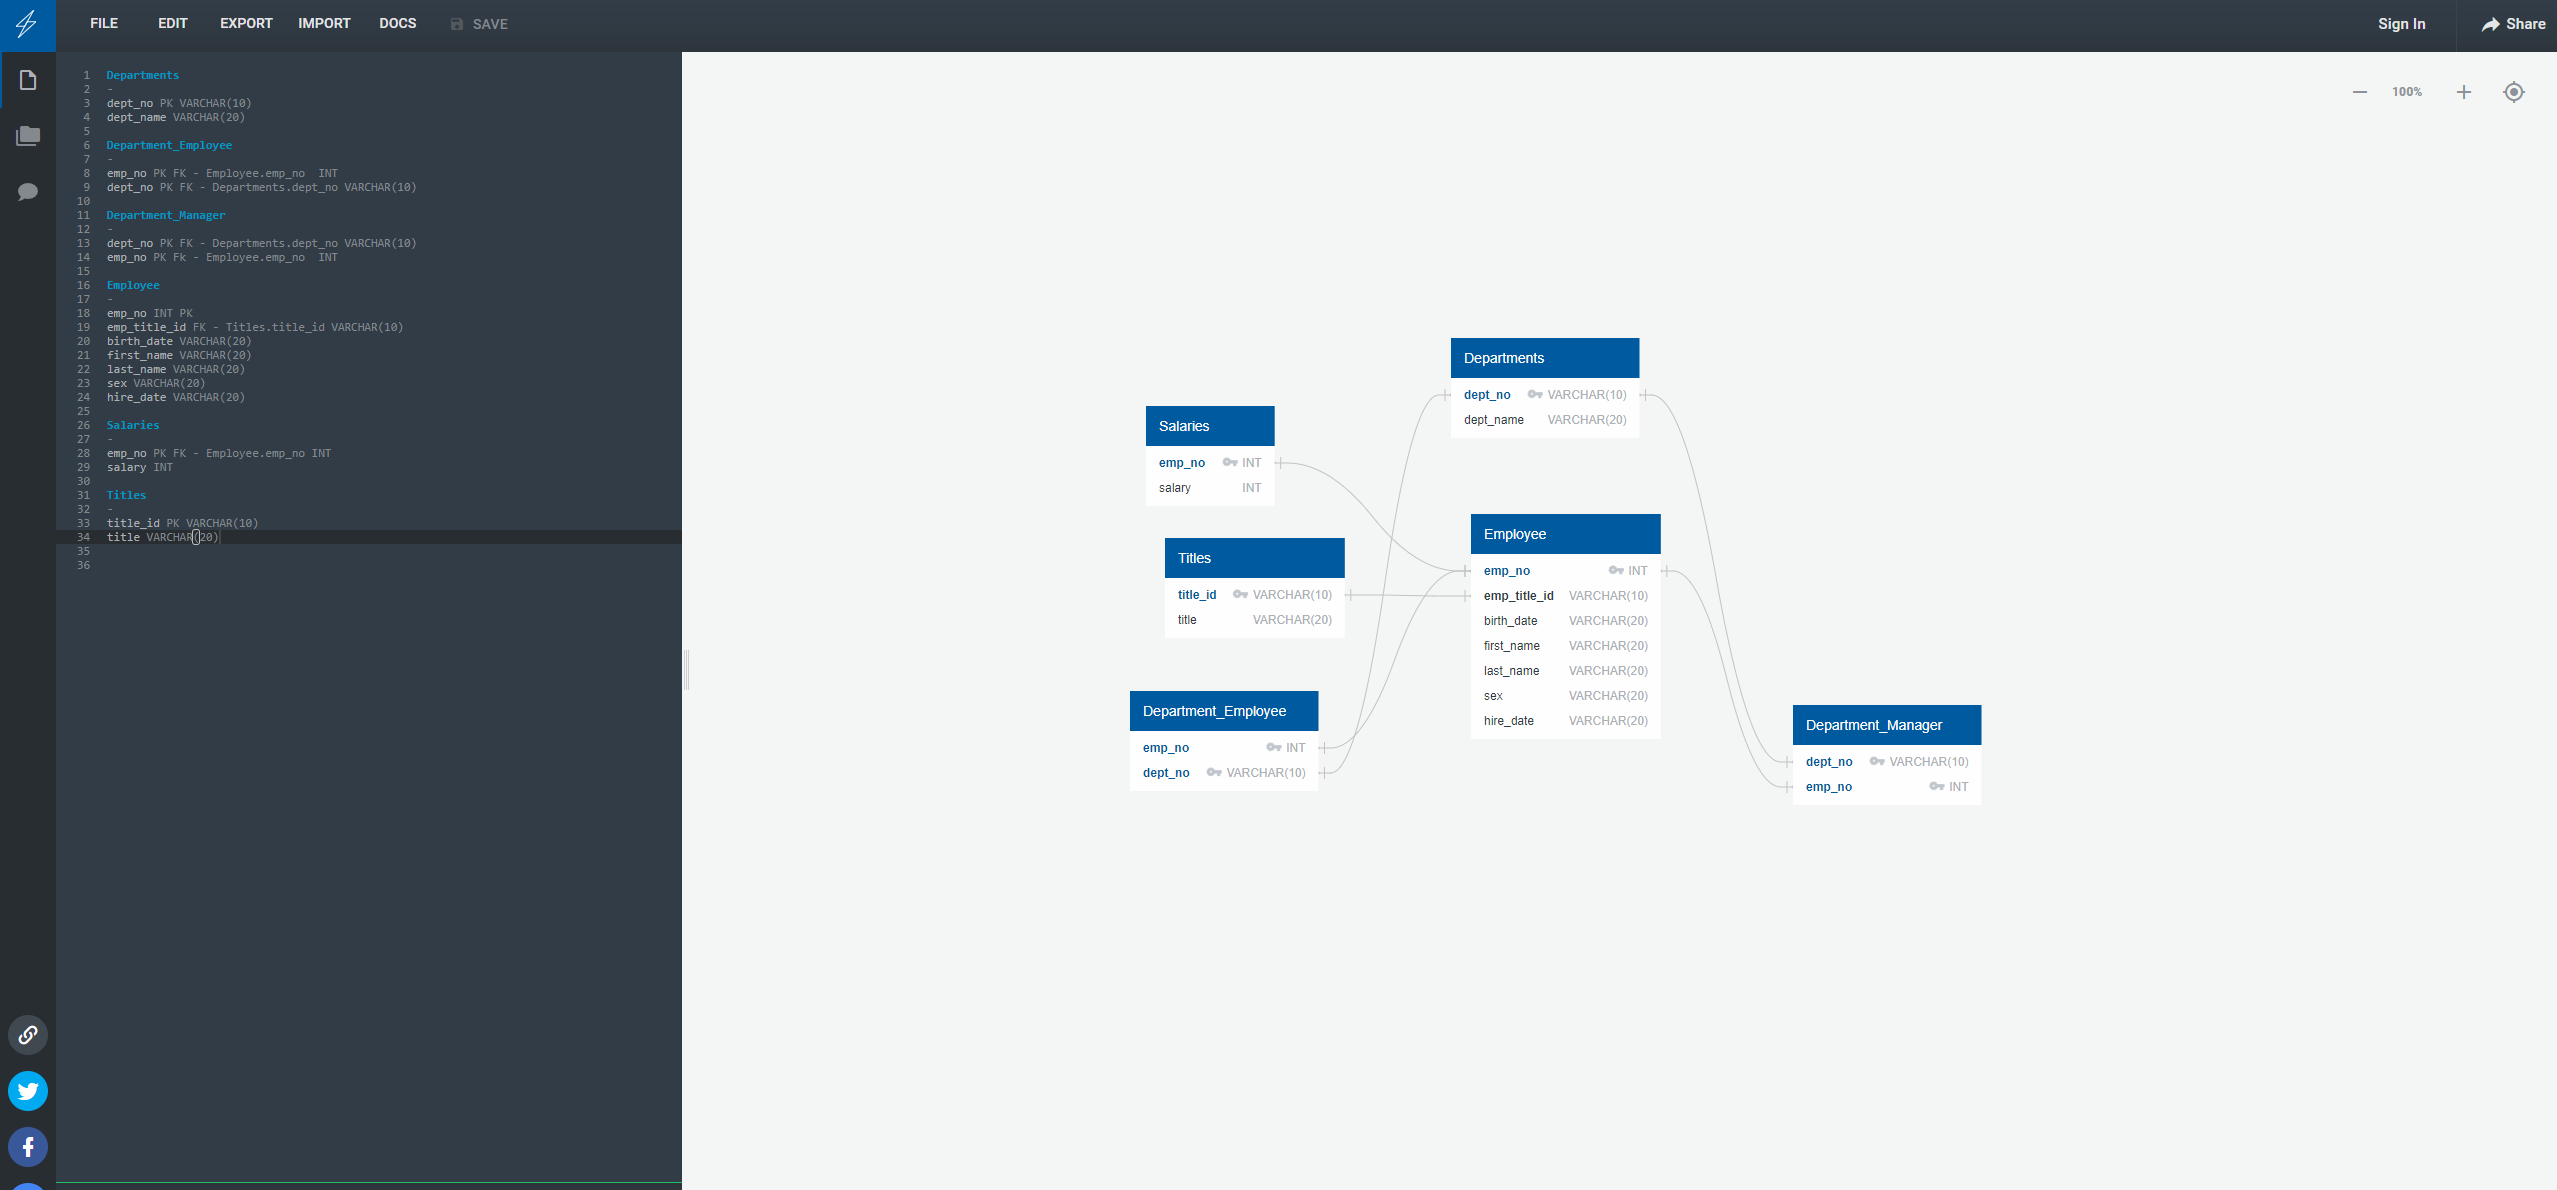 FILE EDIT EXPORT IMPORT DOCS SAVE Sign In Share
1 Departments
2 -
3 dept_no PK VARCHAR(10)
4 dept_name VARCHAR(20)
5
6 Department_Employee
7 -
8 emp_no PK FK - Employee.emp_no  INT
9 dept_no PK FK - Departments.dept_no VARCHAR(10)
10
11 Department_Manager
12 -
13 dept_no PK FK - Departments.dept_no VARCHAR(10)
14 emp_no PK Fk - Employee.emp_no  INT
15
16 Employee
17 -
18 emp_no INT PK
19 emp_title_id FK - Titles.title_id VARCHAR(10)
20 birth_date VARCHAR(20)
21 first_name VARCHAR(20)
22 last_name VARCHAR(20)
23 sex VARCHAR(20)
24 hire_date VARCHAR(20)
25
26 Salaries
27 -
28 emp_no PK FK - Employee.emp_no INT
29 salary INT
30
31 Titles
32 -
33 title_id PK VARCHAR(10)
34 title VARCHAR(20)
35
36
100%
Departments
dept_no VARCHAR(10)
dept_name VARCHAR(20)
Salaries
emp_no INT
salary INT
Titles
title_id VARCHAR(10)
title VARCHAR(20)
Employee
emp_no INT
emp_title_id VARCHAR(10)
birth_date VARCHAR(20)
first_name VARCHAR(20)
last_name VARCHAR(20)
sex VARCHAR(20)
hire_date VARCHAR(20)
Department_Employee
emp_no INT
dept_no VARCHAR(10)
Department_Manager
dept_no VARCHAR(10)
emp_no INT